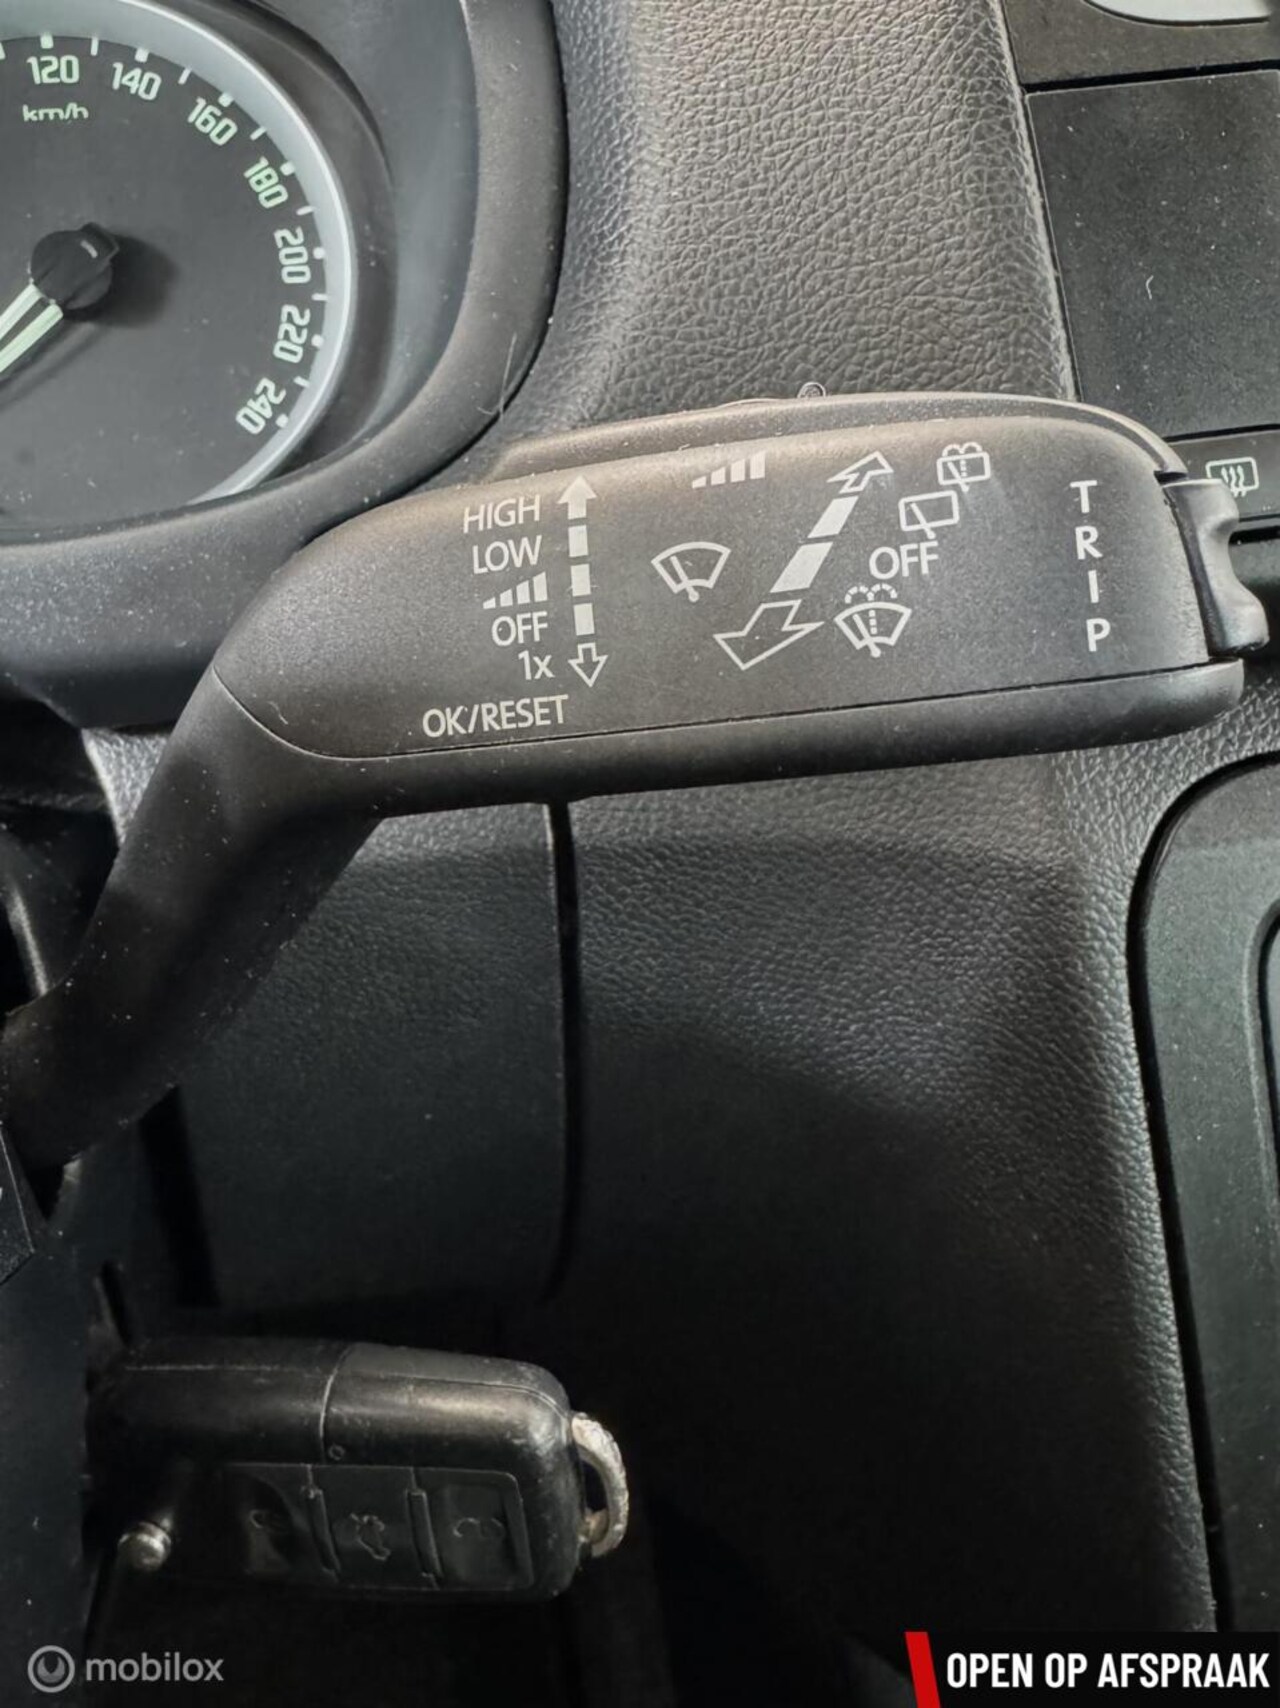 120
140
km/h
160
180
200
220
240
HIGH
LOW
OFF
1x
OK/RESET
OFF
TRIP
mobilox
OPEN OP AFSPRAAK